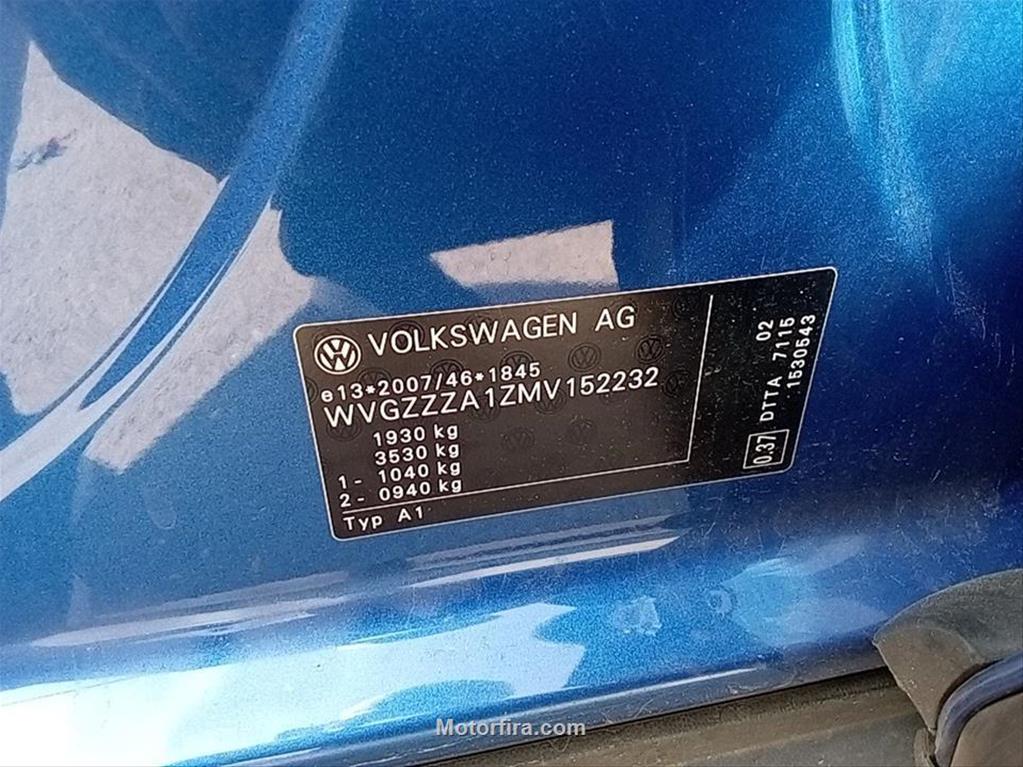 VOLKSWAGEN AG
e13*2007/46*1845
WVGZZZA1ZMV152232
1930 kg
3530 kg
1 - 1040 kg
2 - 0940 kg
Typ A1
0.37 DTTA 7115 02
1530543
Motorfira.com